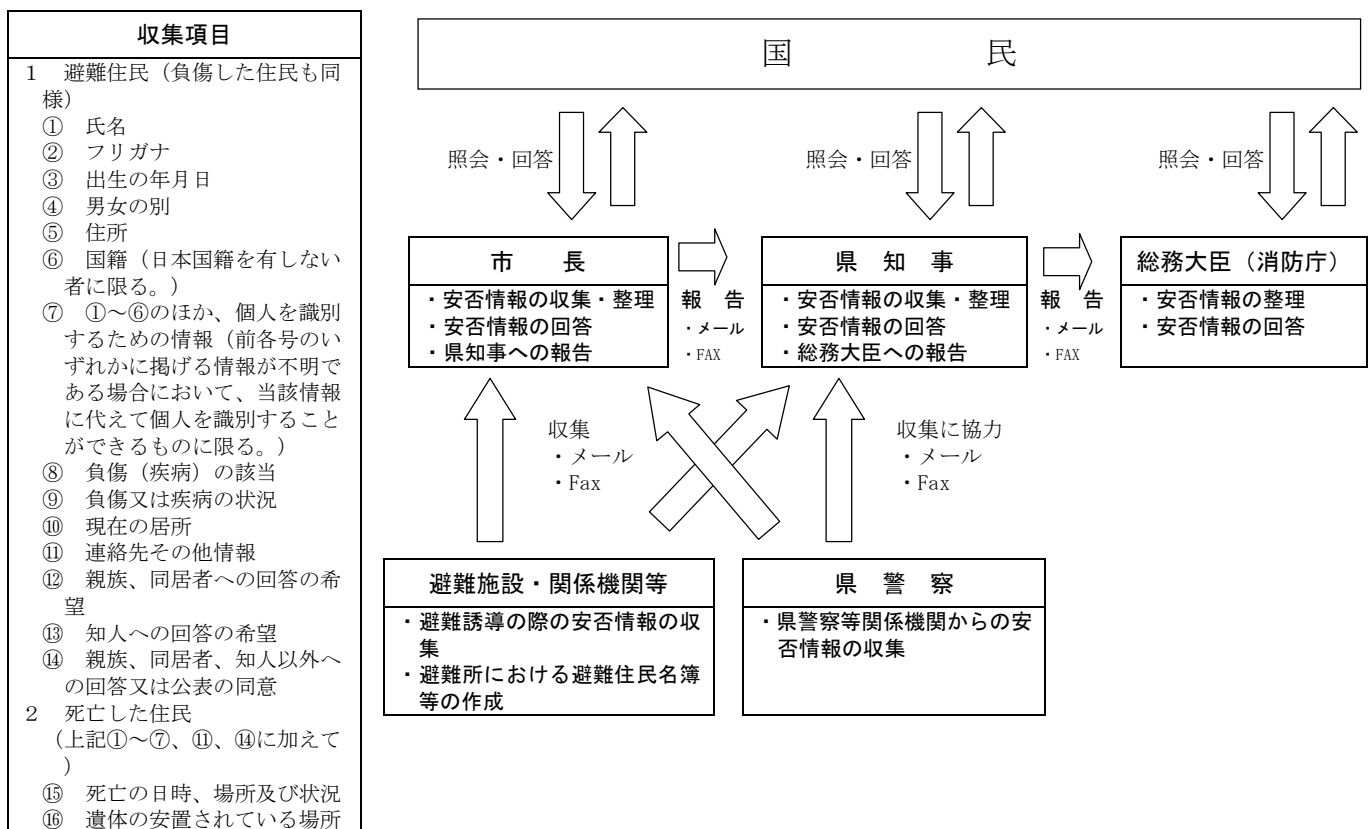 収集項目
1 避難住民（負傷した住民も同
様）
① 氏名
② フリガナ
③ 出生の年月日
④ 男女の別
⑤ 住所
⑥ 国籍（日本国籍を有しない
者に限る。）
⑦ ①～⑥のほか、個人を識別
するための情報（前各号のい
ずれかに掲げる情報が不明で
ある場合において、当該情報
に代えて個人を識別すること
ができるものに限る。）
⑧ 負傷（疾病）の該当
⑨ 負傷又は疾病の状況
⑩ 現在の居所
⑪ 連絡先その他情報
⑫ 親族、同居者への回答の希
望
⑬ 知人への回答の希望
⑭ 親族、同居者、知人以外へ
の回答又は公表の同意
2 死亡した住民
（上記①～⑦、⑪、⑭に加えて
）
⑮ 死亡の日時、場所及び状況
⑯ 遺体の安置されている場所
国 民
照会・回答
照会・回答
照会・回答
市 長
・安否情報の収集・整理
・安否情報の回答
・県知事への報告
報 告
・メール
・FAX
県 知 事
・安否情報の収集・整理
・安否情報の回答
・総務大臣への報告
報 告
・メール
・FAX
総務大臣（消防庁）
・安否情報の整理
・安否情報の回答
収集
・メール
・Fax
収集に協力
・メール
・Fax
避難施設・関係機関等
・避難誘導の際の安否情報の収
集
・避難所における避難住民名簿
等の作成
県 警 察
・県警察等関係機関からの安
否情報の収集